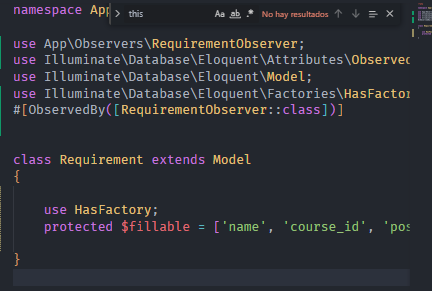 namespace App
this
Aa ab .* No hay resultados
use App\Observers\RequirementObserver;
use Illuminate\Database\Eloquent\Attributes\Observed
use Illuminate\Database\Eloquent\Model;
use Illuminate\Database\Eloquent\Factories\HasFactor
#[ObservedBy([RequirementObserver::class])]
class Requirement extends Model
{
use HasFactory;
protected $fillable = ['name', 'course_id', 'pos
}